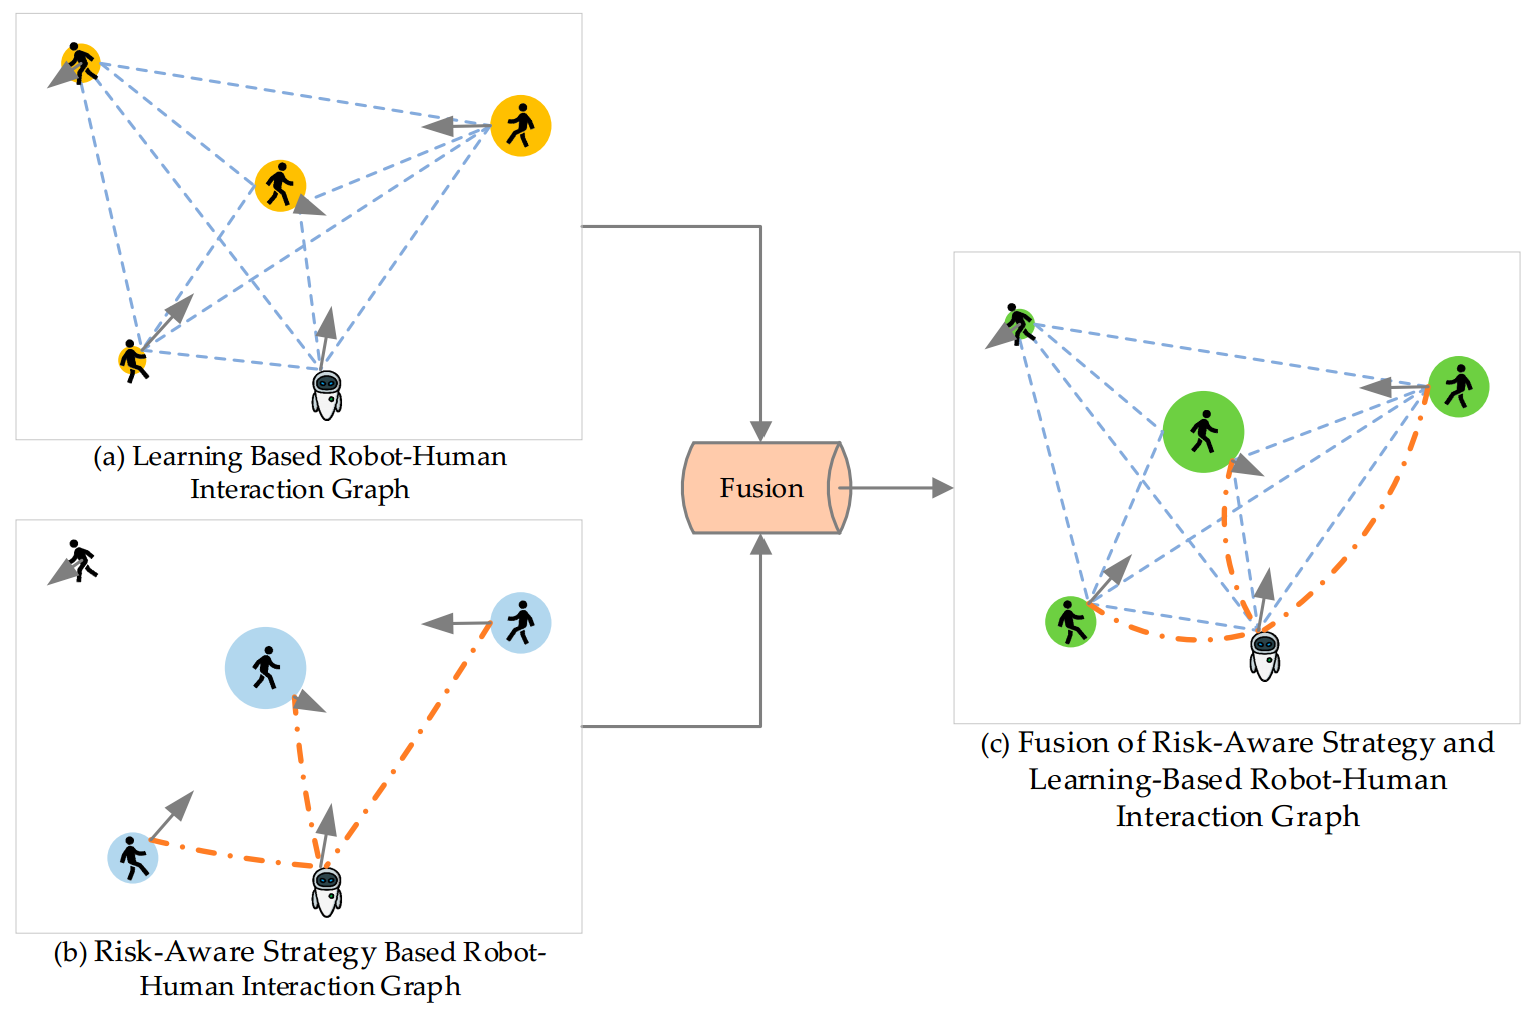 (a) Learning Based Robot-Human
Interaction Graph
Fusion
(b) Risk-Aware Strategy Based Robot-
Human Interaction Graph
(c) Fusion of Risk-Aware Strategy and
Learning-Based Robot-Human
Interaction Graph